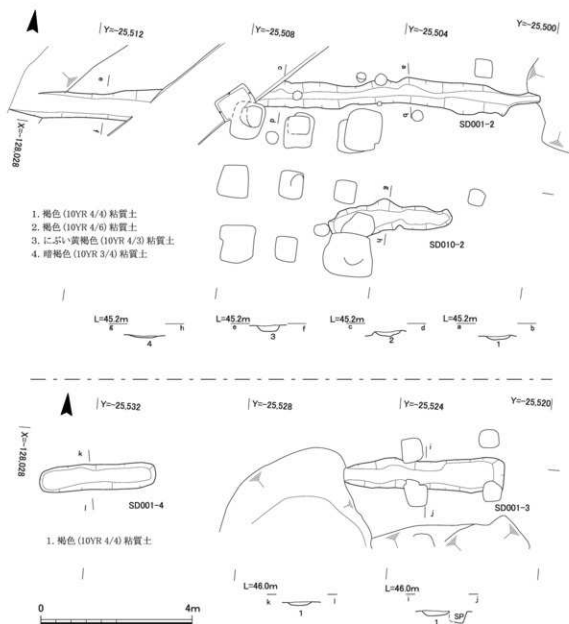 Y=-25,512
Y=-25,508
Y=-25,504
Y=-25,500
X=-128,028
e
f
c
d
a
b
SD001-2
g
h
SD010-2
1. 褐色 (10YR 4/4) 粘質土
2. 褐色 (10YR 4/6) 粘質土
3. にぶい黄褐色 (10YR 4/3) 粘質土
4. 暗褐色 (10YR 3/4) 粘質土
L=45.2m
g h
4
L=45.2m
e f
3
L=45.2m
c d
2
L=45.2m
a b
1
Y=-25,532
Y=-25,528
Y=-25,524
Y=-25,520
X=-128,028
k
l
SD001-4
i
j
SD001-3
1. 褐色 (10YR 4/4) 粘質土
L=46.0m
k l
1
L=46.0m
i j
1 SP
0 4m